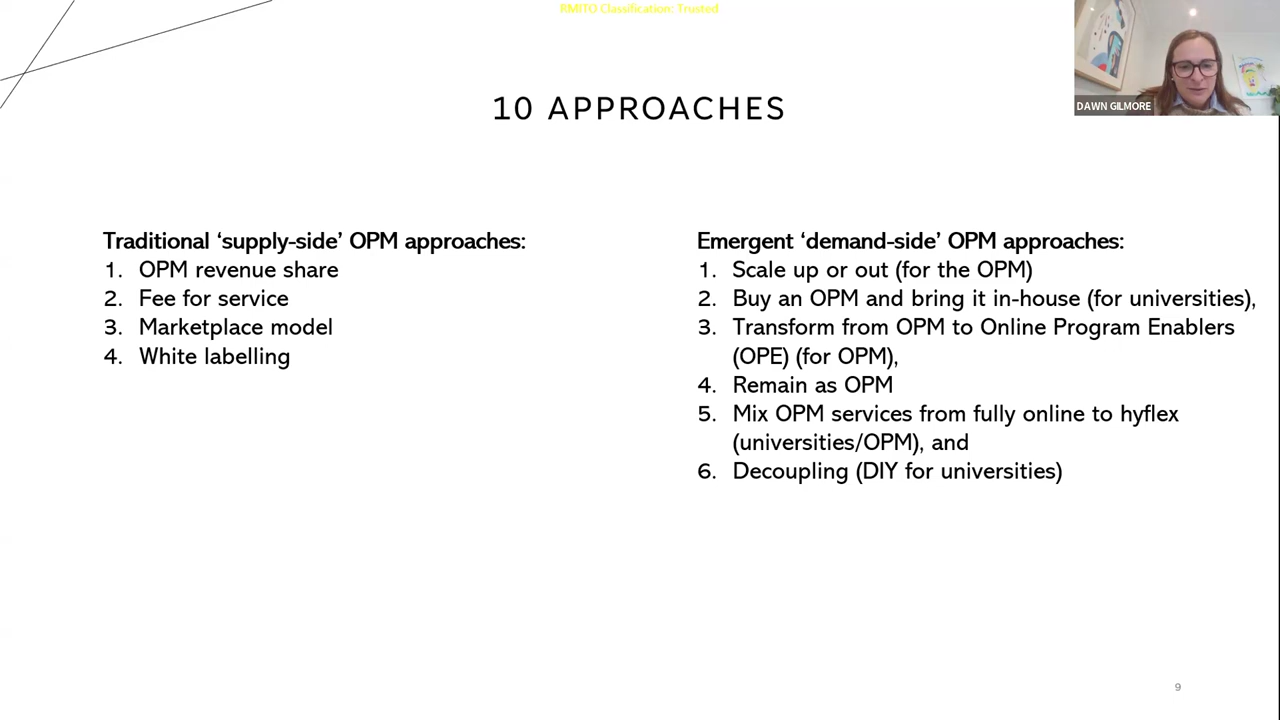 RMITO Classification: Trusted
DAWN GILMORE
10 APPROACHES
Traditional ‘supply-side’ OPM approaches:
1. OPM revenue share
2. Fee for service
3. Marketplace model
4. White labelling
Emergent ‘demand-side’ OPM approaches:
1. Scale up or out (for the OPM)
2. Buy an OPM and bring it in-house (for universities),
3. Transform from OPM to Online Program Enablers
(OPE) (for OPM),
4. Remain as OPM
5. Mix OPM services from fully online to hyflex
(universities/OPM), and
6. Decoupling (DIY for universities)
9